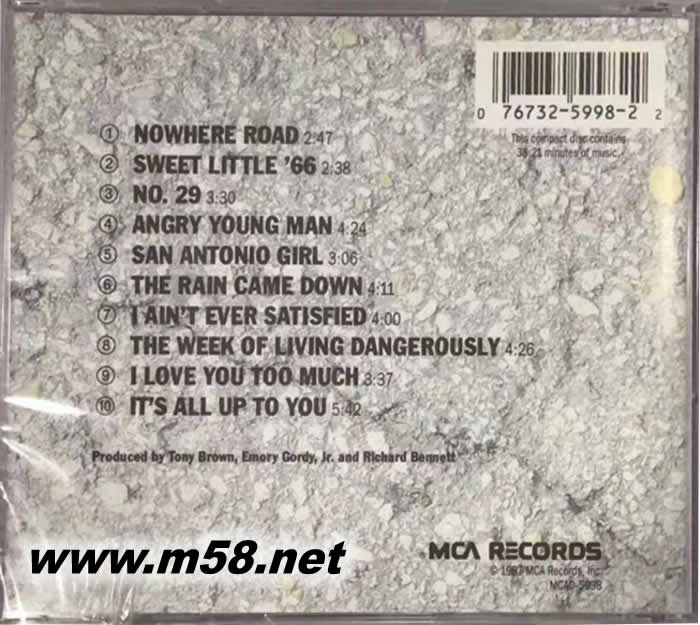 0 76732-5998-2 2
This compact disc contains
38:21 minutes of music.
① NOWHERE ROAD 2:47
② SWEET LITTLE '66 2:38
③ NO. 29 3:30
④ ANGRY YOUNG MAN 4:24
⑤ SAN ANTONIO GIRL 3:06
⑥ THE RAIN CAME DOWN 4:11
⑦ I AIN'T EVER SATISFIED 4:00
⑧ THE WEEK OF LIVING DANGEROUSLY 4:26
⑨ I LOVE YOU TOO MUCH 3:37
⑩ IT'S ALL UP TO YOU 5:42
Produced by Tony Brown, Emory Gordy, Jr. and Richard Bennett
www.m58.net
MCA RECORDS
© 1987 MCA Records, Inc.
MCAD-5998